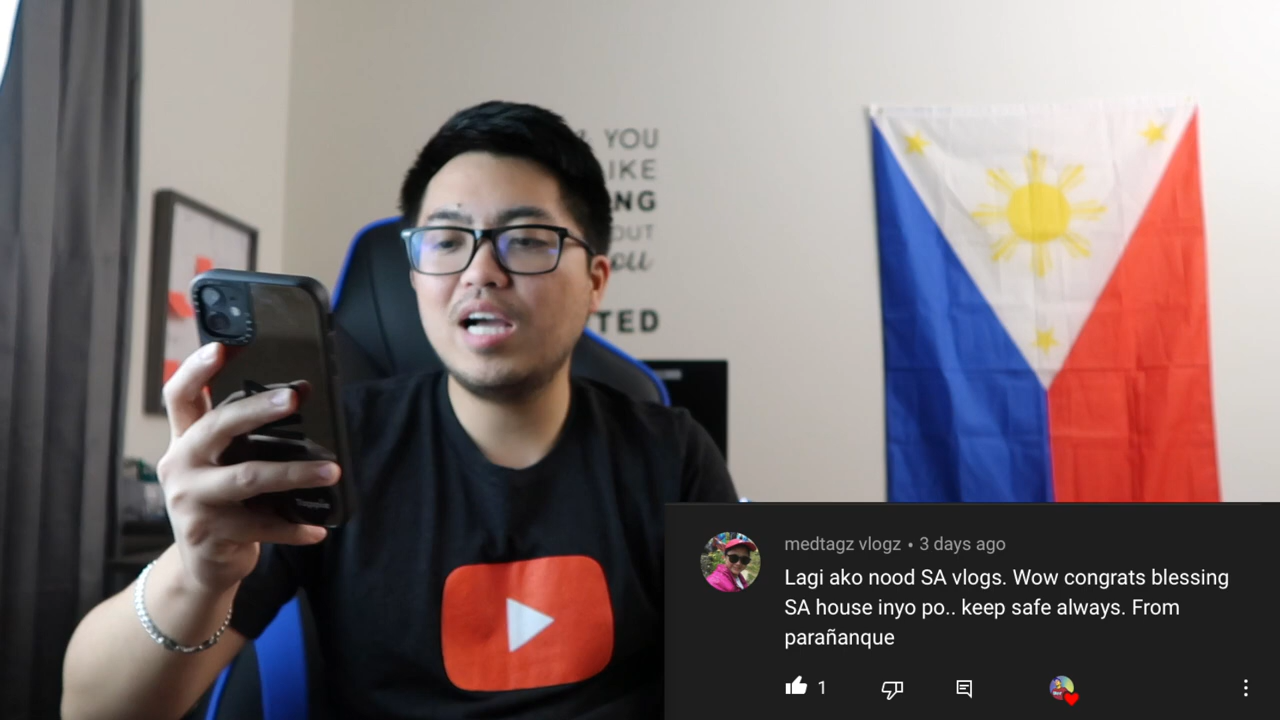 YOU
IKE
NG
OUT
ou
TED
medtagz vlogz • 3 days ago
Lagi ako nood SA vlogs. Wow congrats blessing
SA house inyo po.. keep safe always. From
parañanque
1